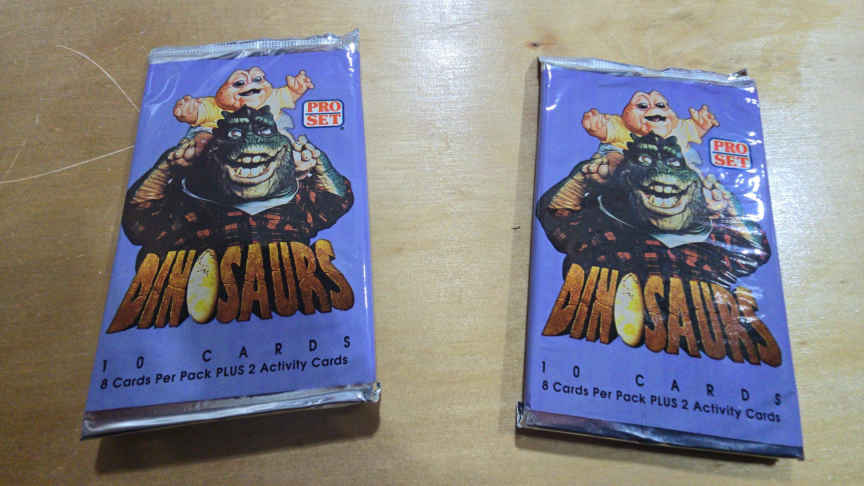 PRO
SET
DINOSAURS
10 CARDS
8 Cards Per Pack PLUS 2 Activity Cards
PRO
SET
DINOSAURS
10 CARDS
8 Cards Per Pack PLUS 2 Activity Cards